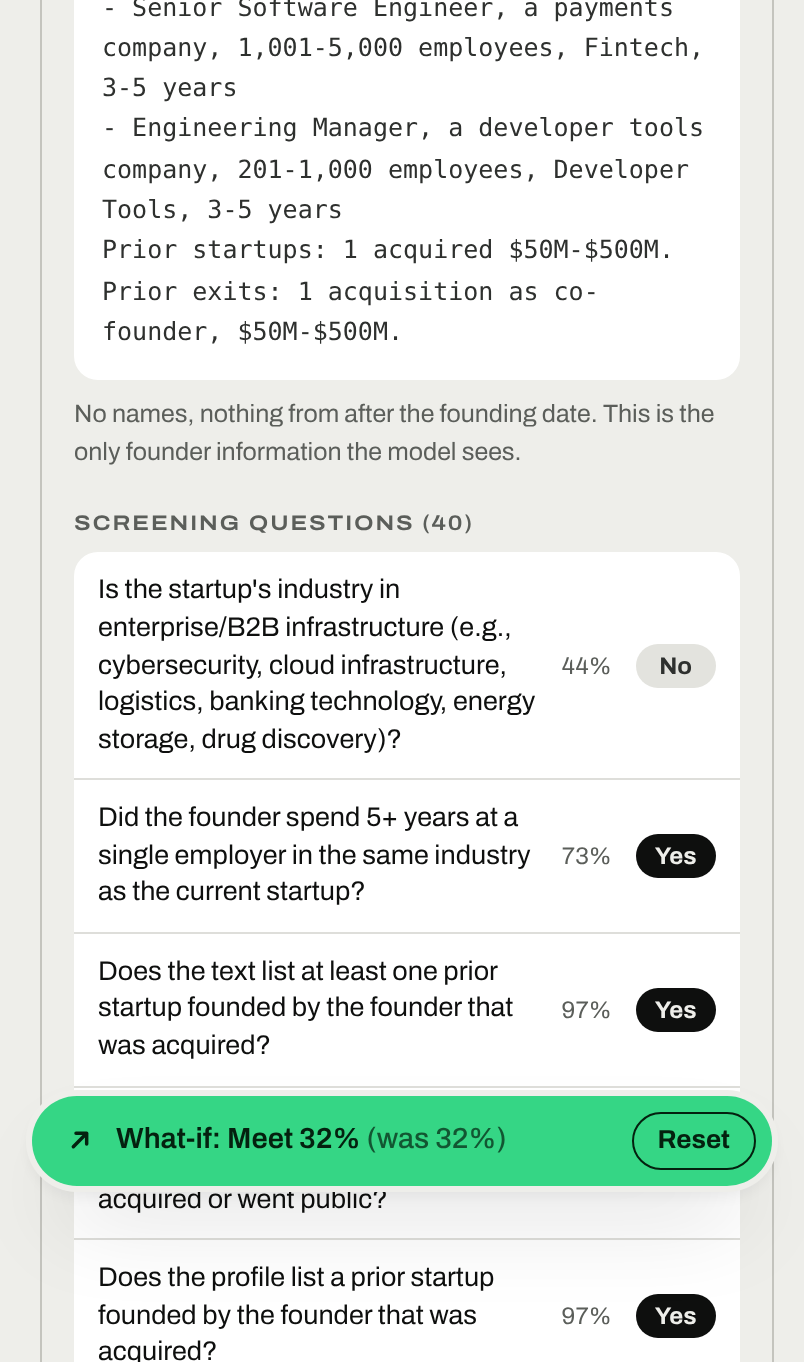 - Senior Software Engineer, a payments
company, 1,001-5,000 employees, Fintech,
3-5 years
- Engineering Manager, a developer tools
company, 201-1,000 employees, Developer
Tools, 3-5 years
Prior startups: 1 acquired $50M-$500M.
Prior exits: 1 acquisition as co-
founder, $50M-$500M.
No names, nothing from after the founding date. This is the
only founder information the model sees.
SCREENING QUESTIONS (40)
Is the startup's industry in
enterprise/B2B infrastructure (e.g.,
cybersecurity, cloud infrastructure,
logistics, banking technology, energy
storage, drug discovery)?
44% No
Did the founder spend 5+ years at a
single employer in the same industry
as the current startup?
73% Yes
Does the text list at least one prior
startup founded by the founder that
was acquired?
97% Yes
What-if: Meet 32% (was 32%) Reset
acquired or went public?
Does the profile list a prior startup
founded by the founder that was
acquired?
97% Yes